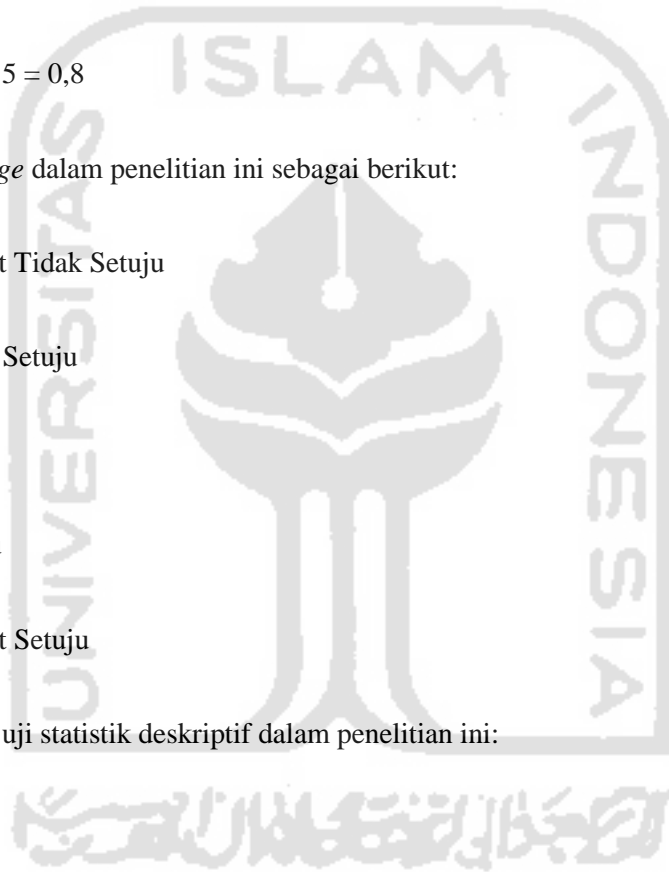 5 = 0,8
ge dalam penelitian ini sebagai berikut:
t Tidak Setuju
Setuju
t Setuju
uji statistik deskriptif dalam penelitian ini:
ISLAM
UNIVERSITAS
INDONESIA